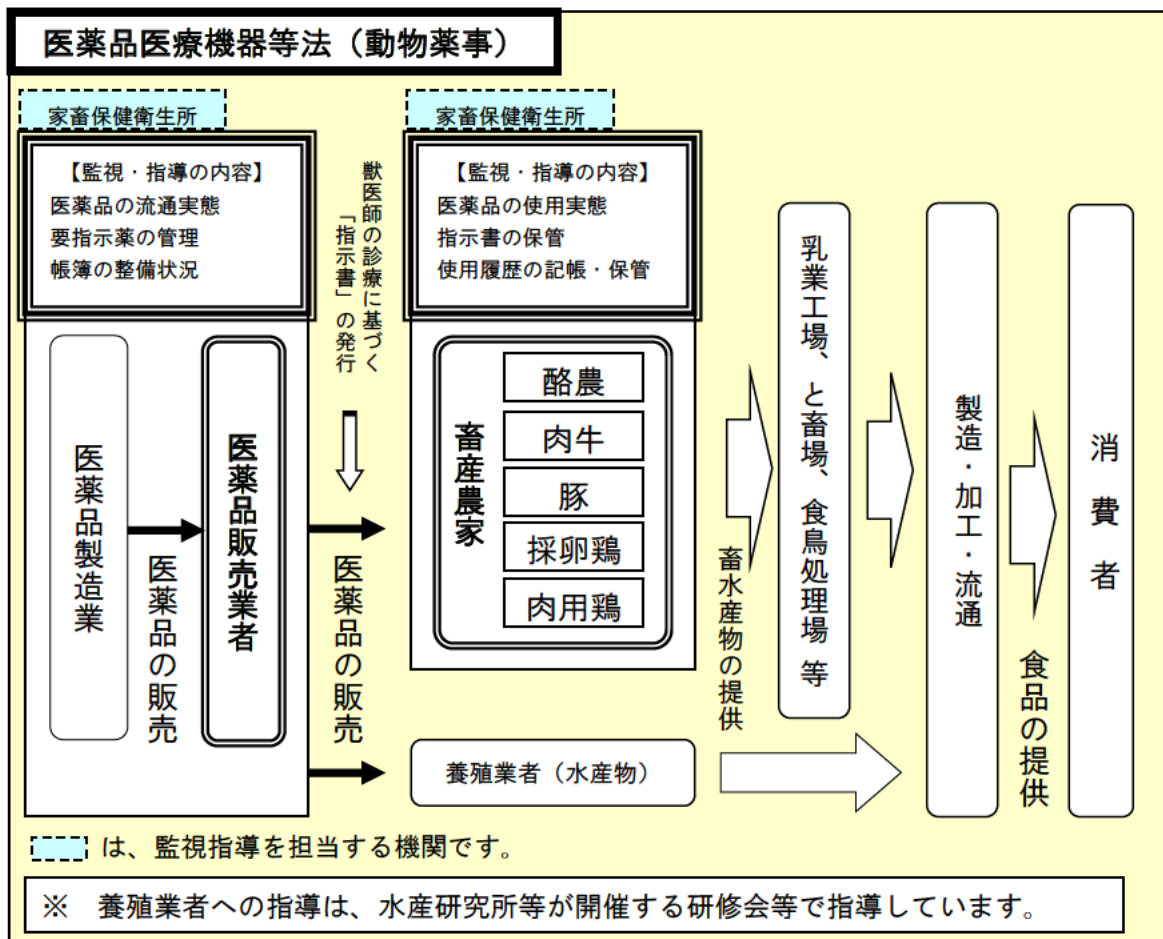 医薬品医療機器等法（動物薬事）
家畜保健衛生所
【監視・指導の内容】
医薬品の流通実態
要指示薬の管理
帳簿の整備状況
医薬品製造業
医薬品の販売
医薬品販売業者
獣医師の診療に基づく
「指示書」の発行
医薬品の販売
家畜保健衛生所
【監視・指導の内容】
医薬品の使用実態
指示書の保管
使用履歴の記帳・保管
畜産農家
酪農
肉牛
豚
採卵鶏
肉用鶏
養殖業者（水産物）
畜水産物の提供
乳業工場、と畜場、食鳥処理場 等
製造・加工・流通
食品の提供
消費者
は、監視指導を担当する機関です。
※　養殖業者への指導は、水産研究所等が開催する研修会等で指導しています。